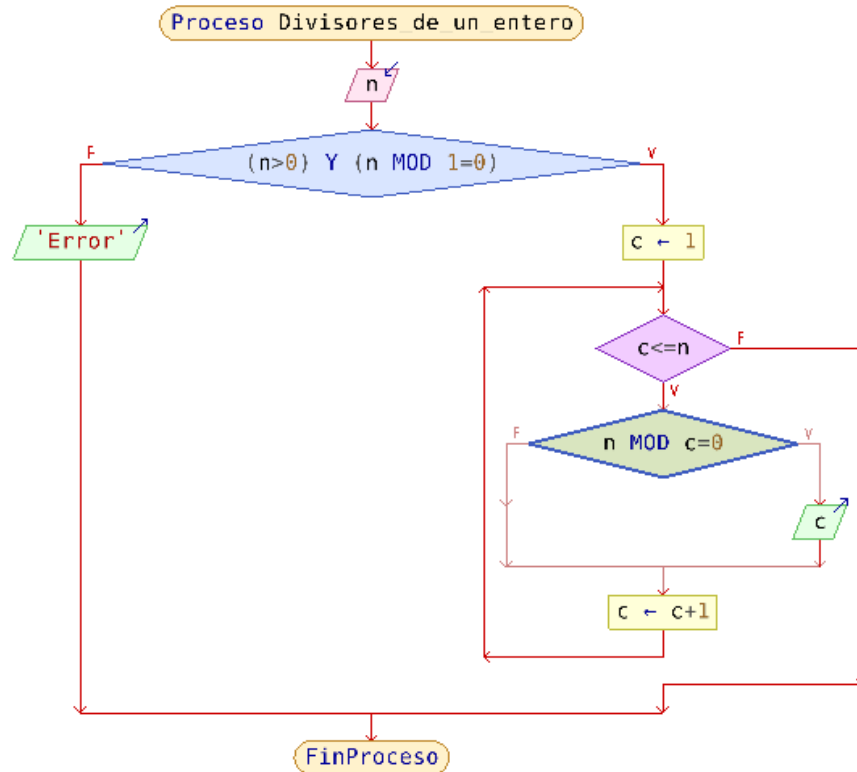 Proceso Divisores_de_un_entero
n
(n>0) Y (n MOD 1=0)
F
V
'Error'
c ← 1
c<=n
F
V
n MOD c=0
F
V
c
c ← c+1
FinProceso